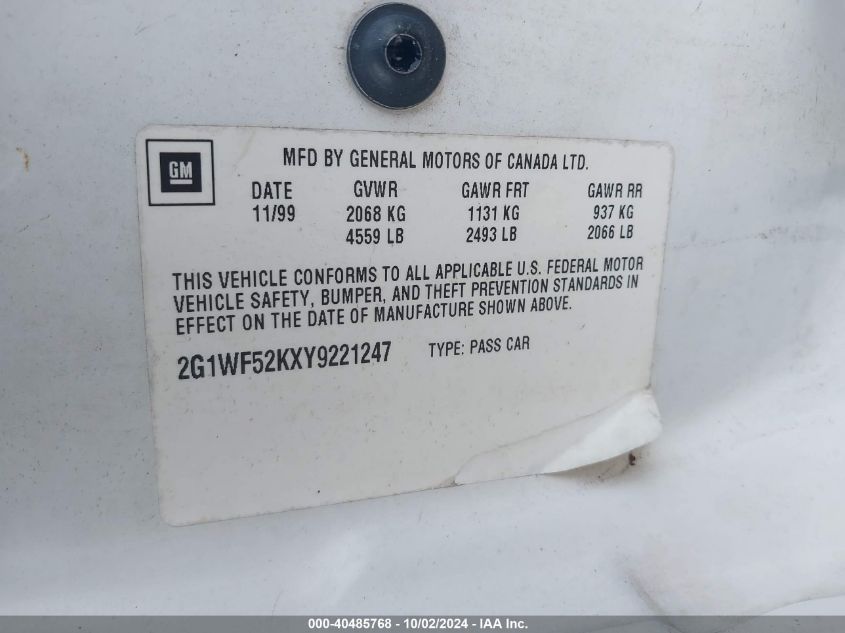 GM
MFD BY GENERAL MOTORS OF CANADA LTD.
DATE GVWR GAWR FRT GAWR RR
11/99 2068 KG 1131 KG 937 KG
4559 LB 2493 LB 2066 LB
THIS VEHICLE CONFORMS TO ALL APPLICABLE U.S. FEDERAL MOTOR
VEHICLE SAFETY, BUMPER, AND THEFT PREVENTION STANDARDS IN
EFFECT ON THE DATE OF MANUFACTURE SHOWN ABOVE.
2G1WF52KXY9221247 TYPE: PASS CAR
000-40485768 - 10/02/2024 - IAA Inc.